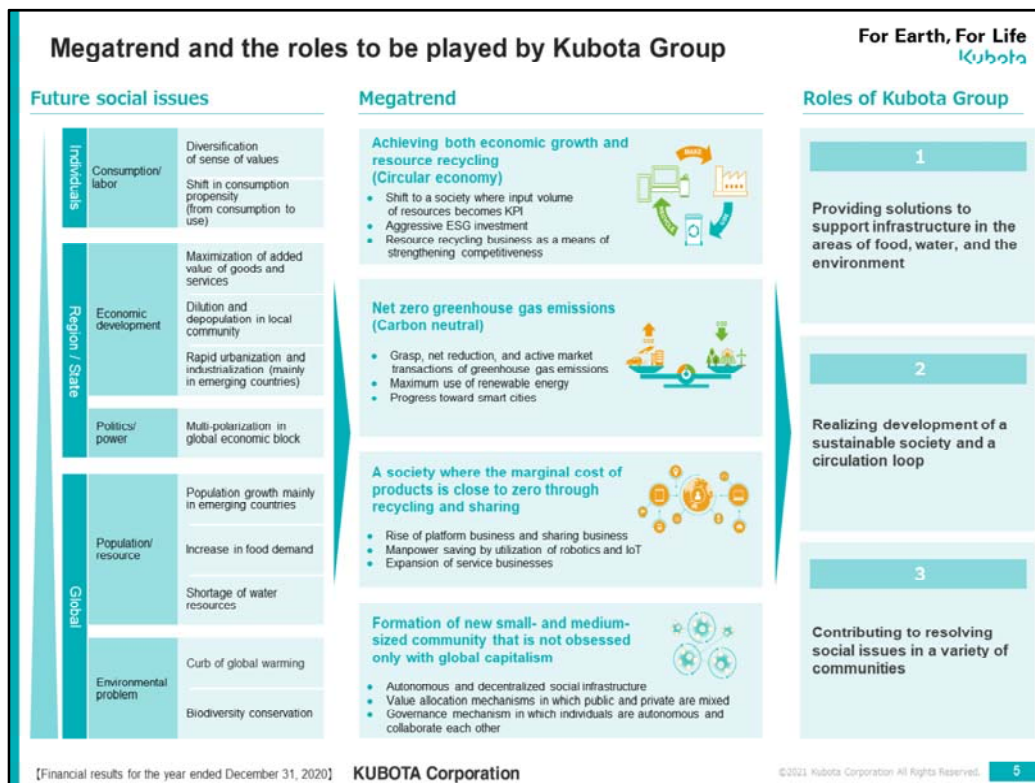 Megatrend and the roles to be played by Kubota Group
For Earth, For Life
Kubota
Future social issues
Individuals
Consumption/
labor
Diversification
of sense of values
Shift in consumption
propensity
(from consumption to
use)
Region / State
Economic
development
Maximization of added
value of goods and
services
Dilution and
depopulation in local
community
Rapid urbanization and
industrialization (mainly
in emerging countries)
Politics/
power
Multi-polarization in
global economic block
Global
Population/
resource
Population growth mainly
in emerging countries
Increase in food demand
Shortage of water
resources
Environmental
problem
Curb of global warming
Biodiversity conservation
Megatrend
Achieving both economic growth and
resource recycling
(Circular economy)
MAKE
USE
● Shift to a society where input volume
of resources becomes KPI
● Aggressive ESG investment
● Resource recycling business as a means of
strengthening competitiveness
Net zero greenhouse gas emissions
(Carbon neutral)
● Grasp, net reduction, and active market
transactions of greenhouse gas emissions
● Maximum use of renewable energy
● Progress toward smart cities
A society where the marginal cost of
products is close to zero through
recycling and sharing
● Rise of platform business and sharing business
● Manpower saving by utilization of robotics and IoT
● Expansion of service businesses
Formation of new small- and medium-
sized community that is not obsessed
only with global capitalism
● Autonomous and decentralized social infrastructure
● Value allocation mechanisms in which public and private are mixed
● Governance mechanism in which individuals are autonomous and
collaborate each other
Roles of Kubota Group
1
Providing solutions to
support infrastructure in the
areas of food, water, and the
environment
2
Realizing development of a
sustainable society and a
circulation loop
3
Contributing to resolving
social issues in a variety of
communities
【Financial results for the year ended December 31, 2020】 KUBOTA Corporation
©2021 Kubota Corporation All Rights Reserved. 5